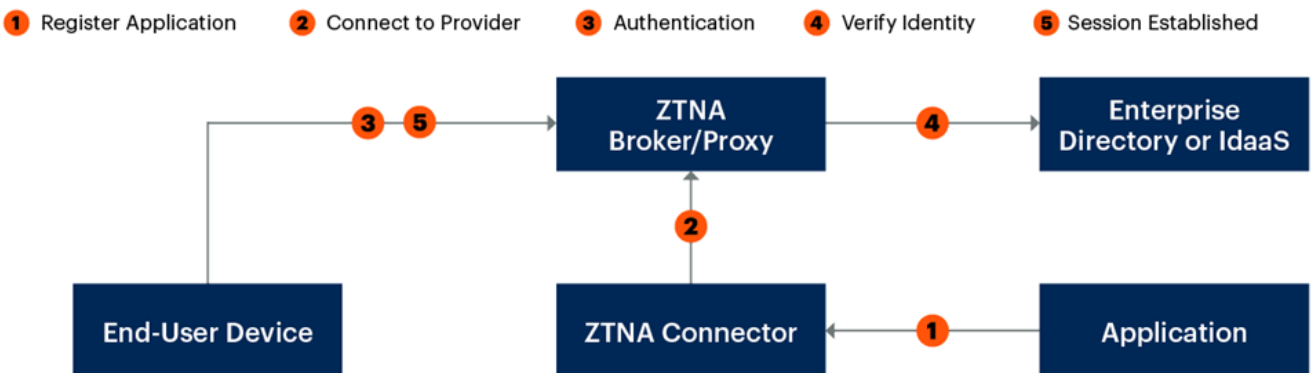 1 Register Application
2 Connect to Provider
3 Authentication
4 Verify Identity
5 Session Established
3 5
ZTNA
Broker/Proxy
4
Enterprise
Directory or IdaaS
2
End-User Device
ZTNA Connector
1
Application